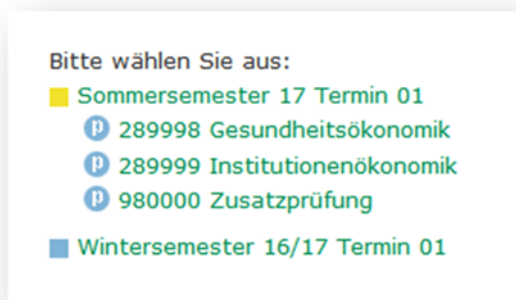 Bitte wählen Sie aus:
Sommersemester 17 Termin 01
p 289998 Gesundheitsökonomik
p 289999 Institutionenökonomik
p 980000 Zusatzprüfung
Wintersemester 16/17 Termin 01